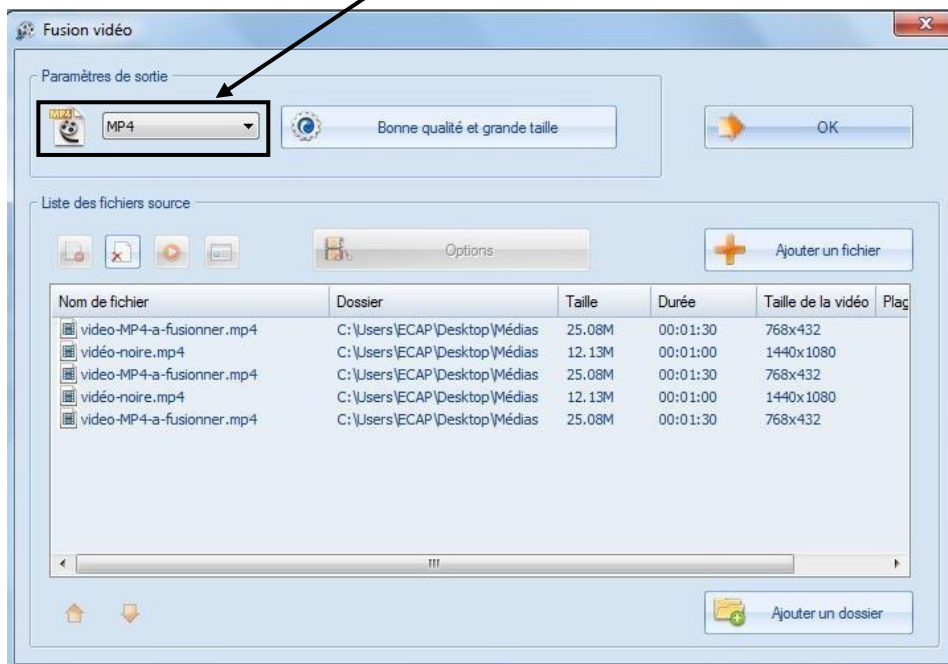 Fusion vidéo
Paramètres de sortie
MP4
MP4
Bonne qualité et grande taille
OK
Liste des fichiers source
Options
Ajouter un fichier
Nom de fichier Dossier Taille Durée Taille de la vidéo Plaç
video-MP4-a-fusionner.mp4 C:\Users\ECAP\Desktop\Médias 25.08M 00:01:30 768x432
vidéo-noire.mp4 C:\Users\ECAP\Desktop\Médias 12.13M 00:01:00 1440x1080
video-MP4-a-fusionner.mp4 C:\Users\ECAP\Desktop\Médias 25.08M 00:01:30 768x432
vidéo-noire.mp4 C:\Users\ECAP\Desktop\Médias 12.13M 00:01:00 1440x1080
video-MP4-a-fusionner.mp4 C:\Users\ECAP\Desktop\Médias 25.08M 00:01:30 768x432
Ajouter un dossier